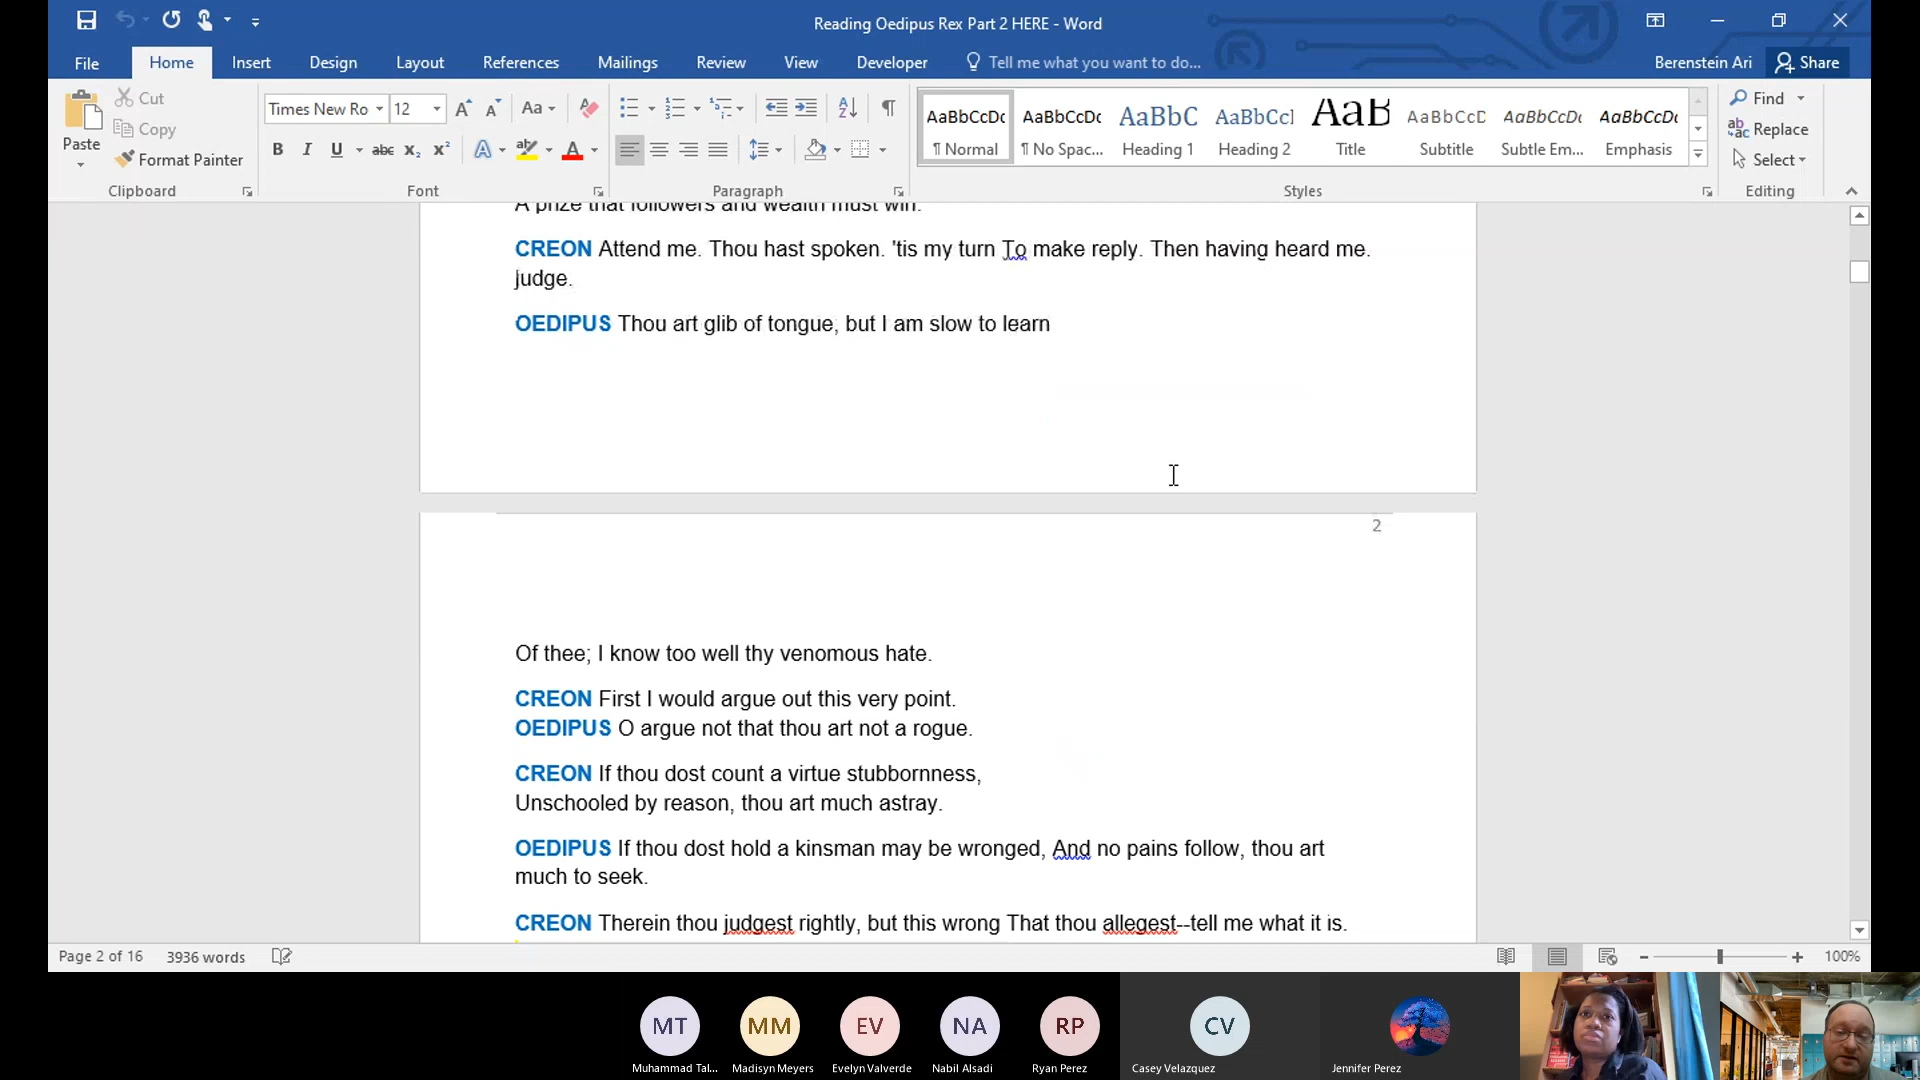 Reading Oedipus Rex Part 2 HERE - Word
File Home Insert Design Layout References Mailings Review View Developer Tell me what you want to do... Berenstein Ari Share
Paste
Cut
Copy
Format Painter
Clipboard
Times New Ro 12
Font
Paragraph
AaBbCcDc AaBbCcDc AaBbC AaBbCcI AaB AaBbCcD AaBbCcDc AaBbCcDc
¶ Normal ¶ No Spac... Heading 1 Heading 2 Title Subtitle Subtle Em... Emphasis
Styles
Find
Replace
Select
Editing
A prize that followers and wealth must win.
CREON Attend me. Thou hast spoken. 'tis my turn To make reply. Then having heard me.
judge.
OEDIPUS Thou art glib of tongue; but I am slow to learn
2
Of thee; I know too well thy venomous hate.
CREON First I would argue out this very point.
OEDIPUS O argue not that thou art not a rogue.
CREON If thou dost count a virtue stubbornness,
Unschooled by reason, thou art much astray.
OEDIPUS If thou dost hold a kinsman may be wronged, And no pains follow, thou art
much to seek.
CREON Therein thou judgest rightly, but this wrong That thou allegest--tell me what it is.
Page 2 of 16 3936 words 100%
MT MM EV NA RP CV
Muhammad Tal... Madisyn Meyers Evelyn Valverde Nabil Alsadi Ryan Perez Casey Velazquez Jennifer Perez